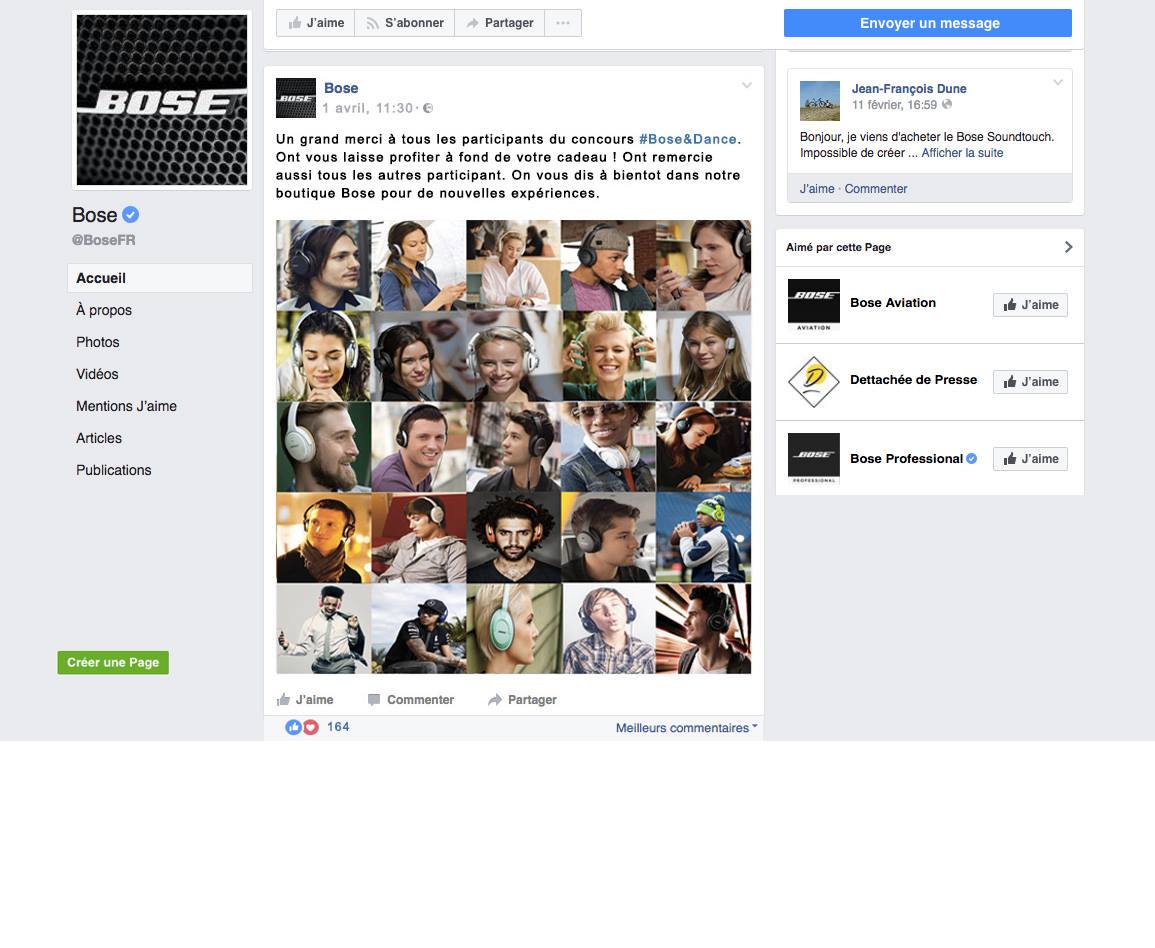 BOSE
Bose
@BoseFR
Accueil
À propos
Photos
Vidéos
Mentions J'aime
Articles
Publications
Créer une Page
J'aime
S'abonner
Partager
Envoyer un message
BOSE
Bose
1 avril, 11:30 ·
Un grand merci à tous les participants du concours #Bose&Dance.
Ont vous laisse profiter à fond de votre cadeau ! Ont remercie
aussi tous les autres participant. On vous dis à bientot dans notre
boutique Bose pour de nouvelles expériences.
J'aime
Commenter
Partager
164
Meilleurs commentaires
Jean-François Dune
11 février, 16:59
Bonjour, je viens d'acheter le Bose Soundtouch.
Impossible de créer ... Afficher la suite
J'aime · Commenter
Aimé par cette Page
BOSE
AVIATION
Bose Aviation
J'aime
D
Dettachée de Presse
J'aime
BOSE
PROFESSIONAL
Bose Professional
J'aime